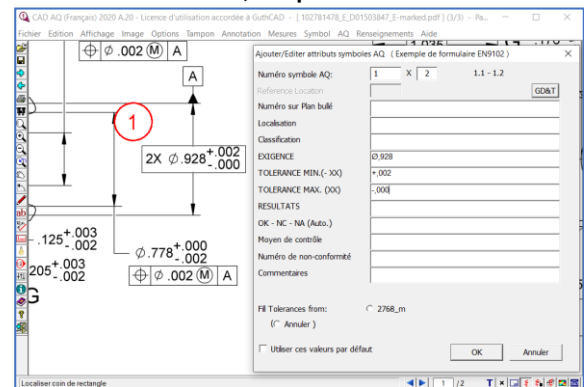 CAD AQ (Français) 2020 A.20 - Licence d'utilisation accordée à GuthCAD - [ 102781478_E_D01503847_E-marked.pdf ] (3/3) - Pa...
Fichier Edition Affichage Image Options Tampon Annotation Mesures Symbol AQ Renseignements Aide
⌖ ⌀ .002 Ⓜ A
A
1
2X ⌀ .928 +.002
-.000
.125 +.003
-.002
⌀ .778 +.000
-.002
205 +.003
-.002
⌖ ⌀ .002 Ⓜ A
G
Ajouter/Editer attributs symboles AQ ( Exemple de formulaire EN9102 )
Numéro symbole AQ: 1 X 2 1.1 - 1.2
Reference Location GD&T
Numéro sur Plan bullé
Localisation
Classification
EXIGENCE Ø,928
TOLERANCE MIN.(- XX) +,002
TOLERANCE MAX. (XX) -,000
RESULTATS
OK - NC - NA (Auto.)
Moyen de contrôle
Numéro de non-conformité
Commentaires
Fill Tolerances from: 2768_m
(Annuler )
Utiliser ces valeurs par défaut
OK Annuler
Localiser coin de rectangle
1 /2